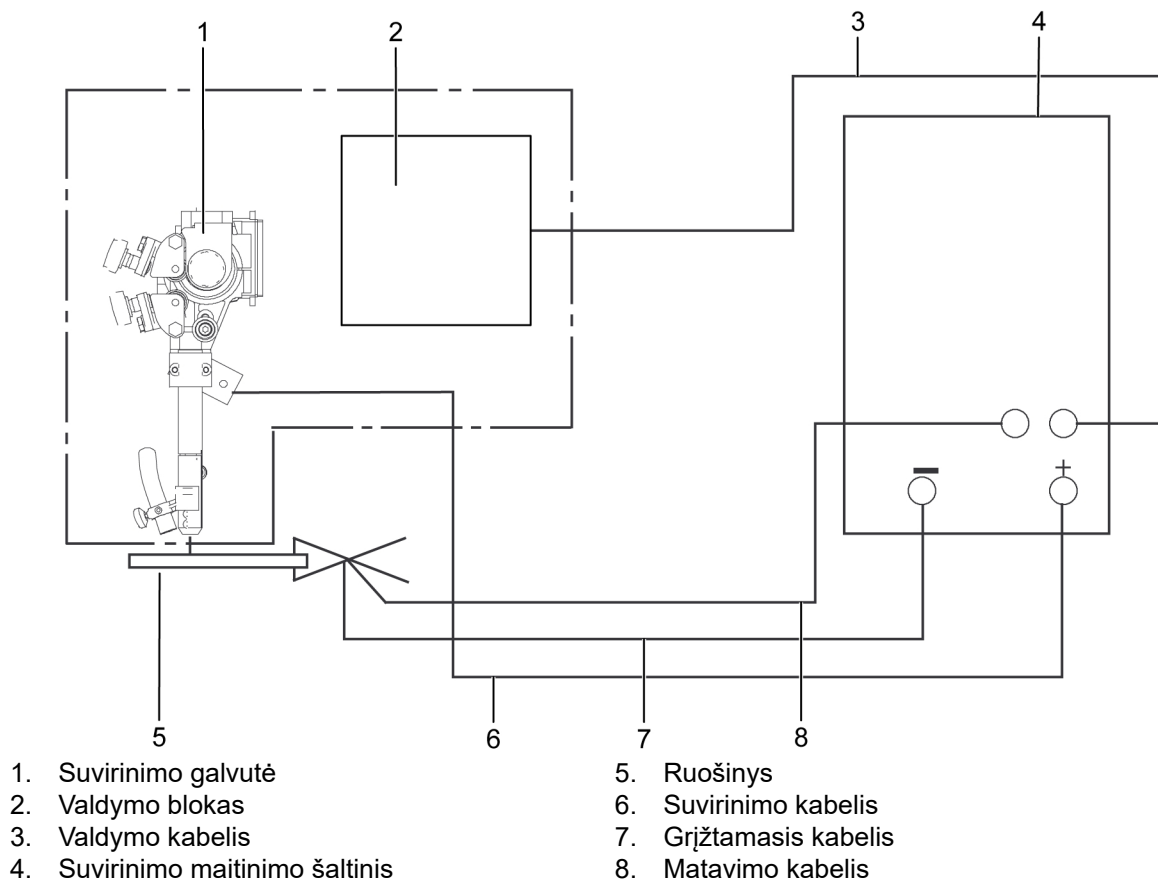 1
2
3
4
+
5
6
7
8
1. Suvirinimo galvutė
2. Valdymo blokas
3. Valdymo kabelis
4. Suvirinimo maitinimo šaltinis
5. Ruošinys
6. Suvirinimo kabelis
7. Grįžtamasis kabelis
8. Matavimo kabelis